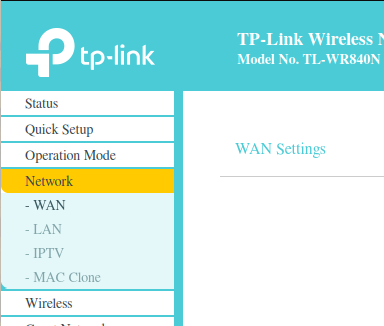 tp-link
TP-Link Wireless
Model No. TL-WR840N
Status
Quick Setup
Operation Mode
Network
- WAN
- LAN
- IPTV
- MAC Clone
WAN Settings
Wireless